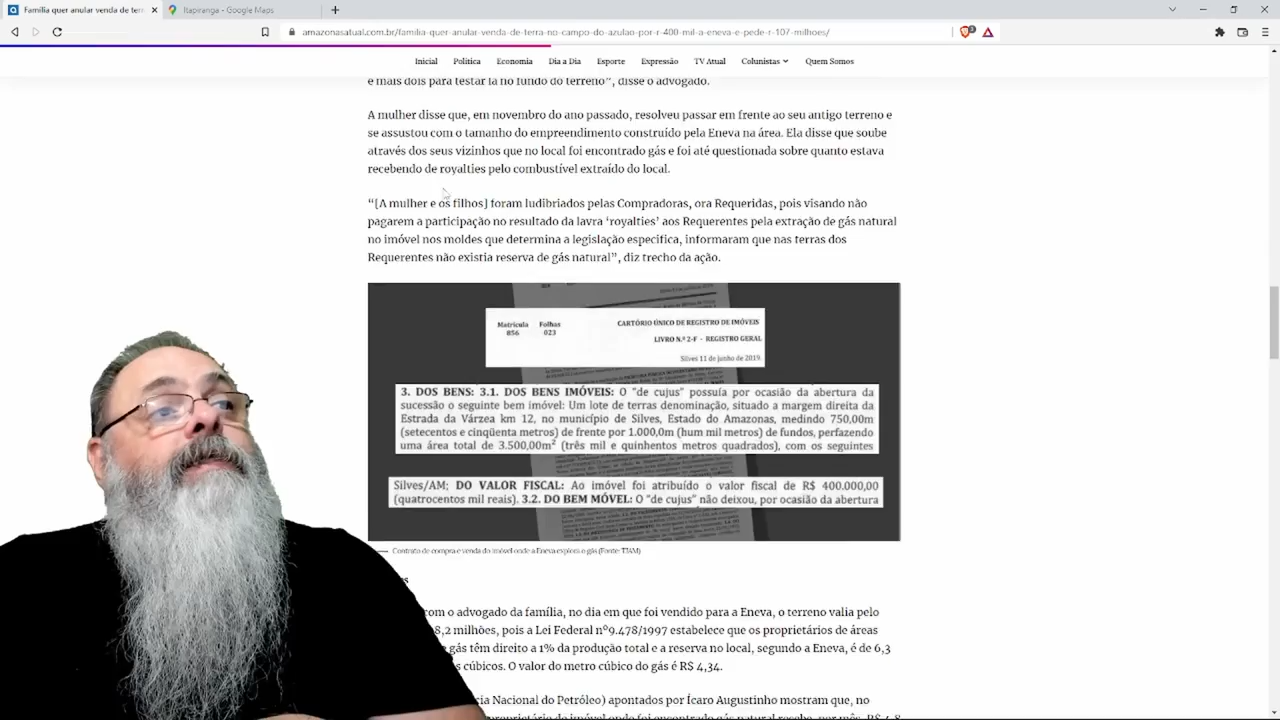 Família quer anular venda de terr
Itapiranga - Google Maps
amazonasatual.com.br/familia-quer-anular-venda-de-terra-no-campo-do-azulao-por-r-400-mil-a-eneva-e-pede-r-107-milhoes/
Inicial Política Economia Dia a Dia Esporte Expressão TV Atual Colunistas Quem Somos
e mais dois para testar lá no fundo do terreno”, disse o advogado.
A mulher disse que, em novembro do ano passado, resolveu passar em frente ao seu antigo terreno e
se assustou com o tamanho do empreendimento construído pela Eneva na área. Ela disse que soube
através dos seus vizinhos que no local foi encontrado gás e foi até questionada sobre quanto estava
recebendo de royalties pelo combustível extraído do local.
“[A mulher e os filhos] foram ludibriados pelas Compradoras, ora Requeridas, pois visando não
pagarem a participação no resultado da lavra ‘royalties’ aos Requerentes pela extração de gás natural
no imóvel nos moldes que determina a legislação específica, informaram que nas terras dos
Requerentes não existia reserva de gás natural”, diz trecho da ação.
Matrícula Folhas
056 023
CARTÓRIO ÚNICO DE REGISTRO DE IMÓVEIS
LIVRO N.º 2-F - REGISTRO GERAL
Silves 11 de junho de 2019.
3. DOS BENS: 3.1. DOS BENS IMÓVEIS: O “de cujus” possuía por ocasião da abertura da
sucessão o seguinte bem imóvel: Um lote de terras denominação, situado a margem direita da
Estrada da Várzea km 12, no município de Silves, Estado do Amazonas, medindo 750,00m
(setecentos e cinqüenta metros) de frente por 1.000,0m (hum mil metros) de fundos, perfazendo
uma área total de 3.500,00m² (três mil e quinhentos metros quadrados), com os seguintes
Silves/AM; DO VALOR FISCAL: Ao imóvel foi atribuído o valor fiscal de R$ 400.000,00
(quatrocentos mil reais). 3.2. DO BEM MÓVEL: O “de cujus” não deixou, por ocasião da abertura
Contrato de compra e venda do imóvel onde a Eneva explora o gás (Fonte: TJAM)
es
com o advogado da família, no dia em que foi vendido para a Eneva, o terreno valia pelo
8,2 milhões, pois a Lei Federal nº9.478/1997 estabelece que os proprietários de áreas
gás têm direito a 1% da produção total e a reserva no local, segundo a Eneva, é de 6,3
s cúbicos. O valor do metro cúbico do gás é R$ 4,34.
cia Nacional do Petróleo) apontados por Ícaro Augustinho mostram que, no
proprietário de imóvel onde foi encontrado gás natural recebe, por mês, R$ 4,8